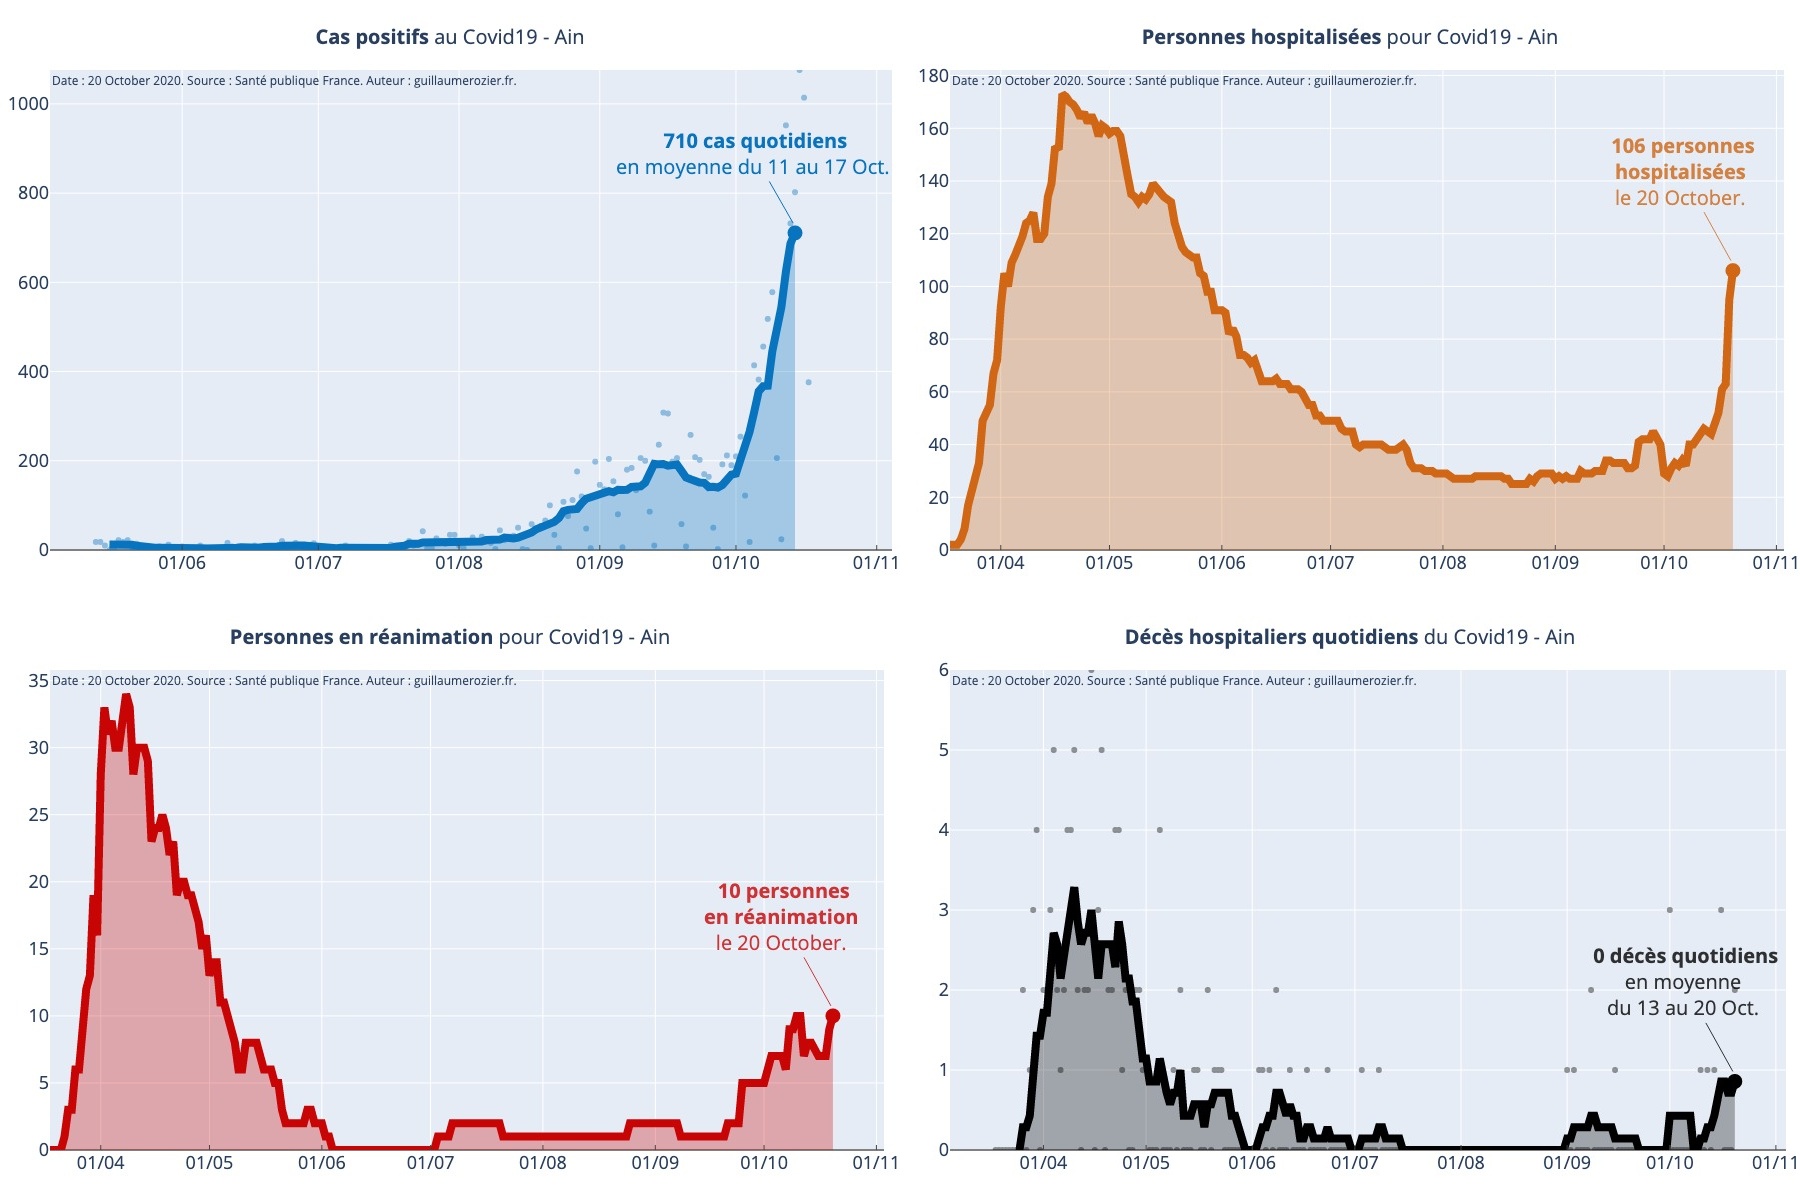 Cas positifs au Covid19 - Ain
Date : 20 October 2020. Source : Santé publique France. Auteur : guillaumerozier.fr.
1000
800
600
400
200
0
710 cas quotidiens
en moyenne du 11 au 17 Oct.
01/06 01/07 01/08 01/09 01/10 01/11
Personnes hospitalisées pour Covid19 - Ain
Date : 20 October 2020. Source : Santé publique France. Auteur : guillaumerozier.fr.
180
160
140
120
100
80
60
40
20
0
106 personnes
hospitalisées
le 20 October.
01/04 01/05 01/06 01/07 01/08 01/09 01/10 01/11
Personnes en réanimation pour Covid19 - Ain
Date : 20 October 2020. Source : Santé publique France. Auteur : guillaumerozier.fr.
35
30
25
20
15
10
5
0
10 personnes
en réanimation
le 20 October.
01/04 01/05 01/06 01/07 01/08 01/09 01/10 01/11
Décès hospitaliers quotidiens du Covid19 - Ain
Date : 20 October 2020. Source : Santé publique France. Auteur : guillaumerozier.fr.
6
5
4
3
2
1
0
0 décès quotidiens
en moyenne
du 13 au 20 Oct.
01/04 01/05 01/06 01/07 01/08 01/09 01/10 01/11